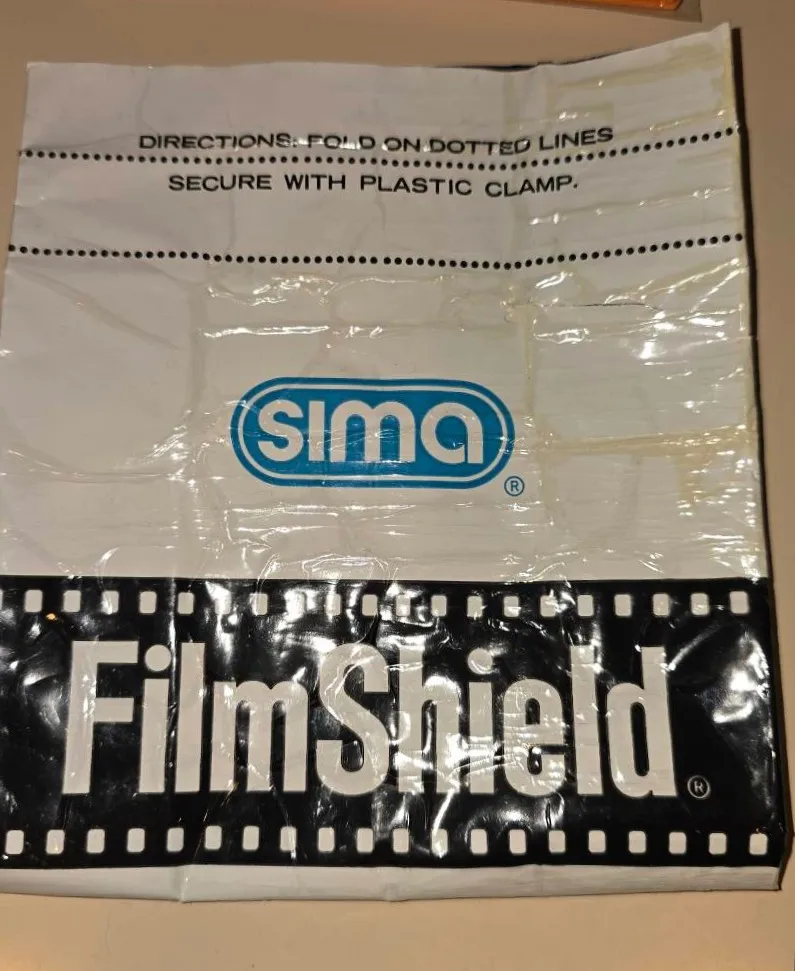 DIRECTIONS: FOLD ON DOTTED LINES
SECURE WITH PLASTIC CLAMP.
sima ®
FilmShield ®